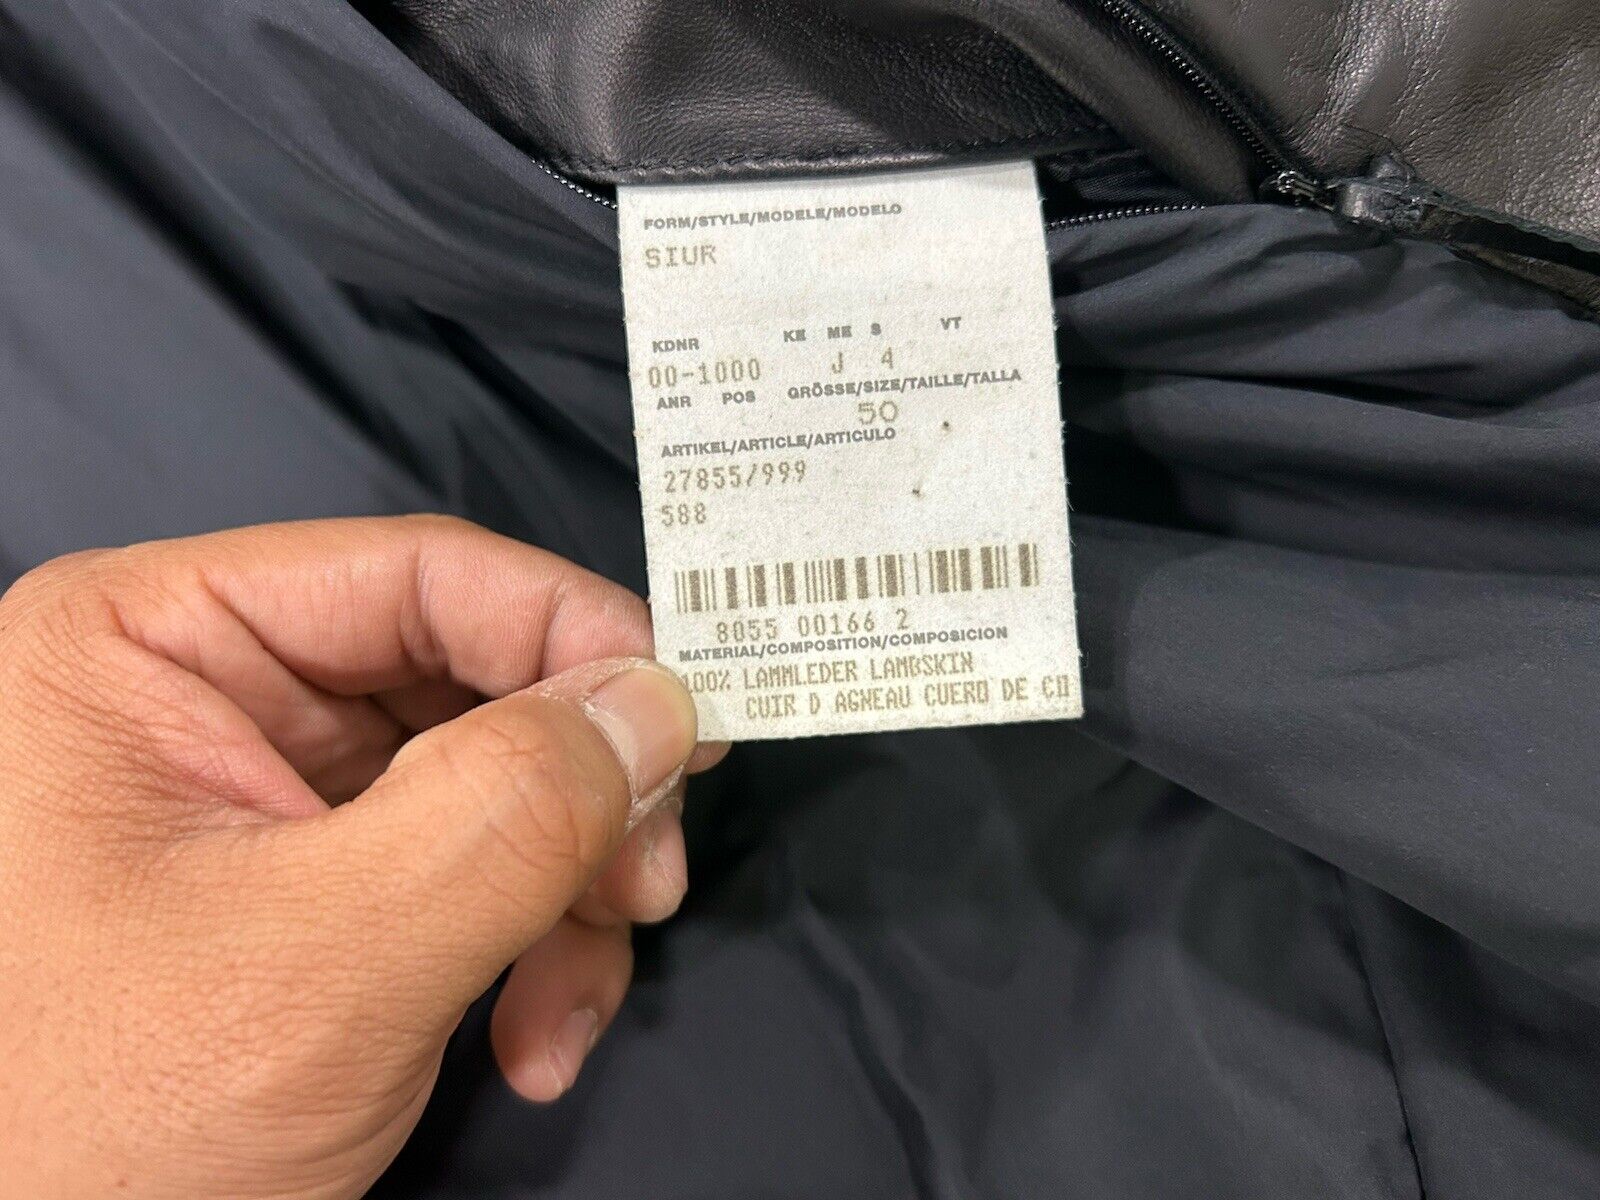 FORM/STYLE/MODELE/MODELO
SIUR
KDNR KE ME S VT
00-1000 J 4
ANR POS GRÖSSE/SIZE/TAILLE/TALLA
50
ARTIKEL/ARTICLE/ARTICULO
27855/999
588
8055 00166 2
MATERIAL/COMPOSITION/COMPOSICION
100% LAMMLEDER LAMBSKIN
CUIR D AGNEAU CUERO DE